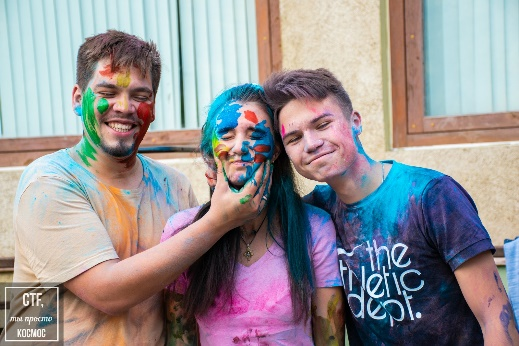 the
athletic
dept.
CTF,
ты просто
КОСМОС